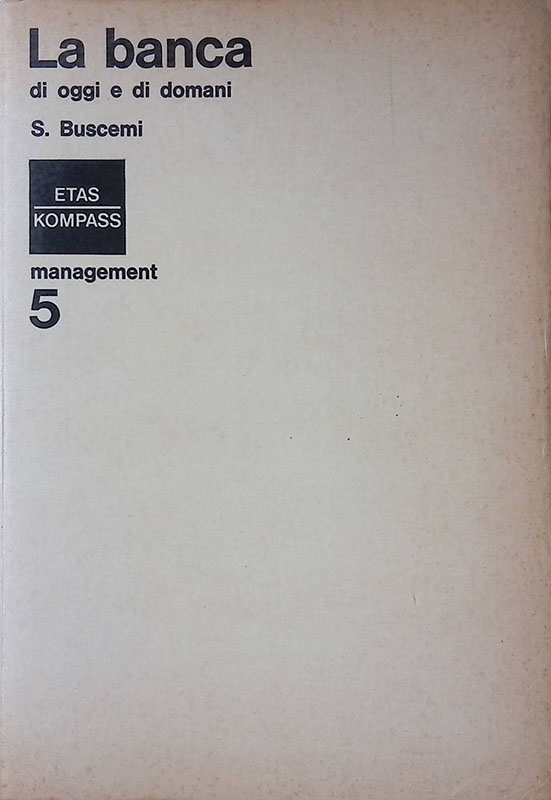 La banca
di oggi e di domani
S. Buscemi
ETAS
KOMPASS
management
5